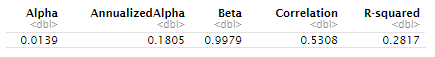 Alpha AnnualizedAlpha Beta Correlation R-squared
<dbl> <dbl> <dbl> <dbl> <dbl>
0.0139 0.1805 0.9979 0.5308 0.2817